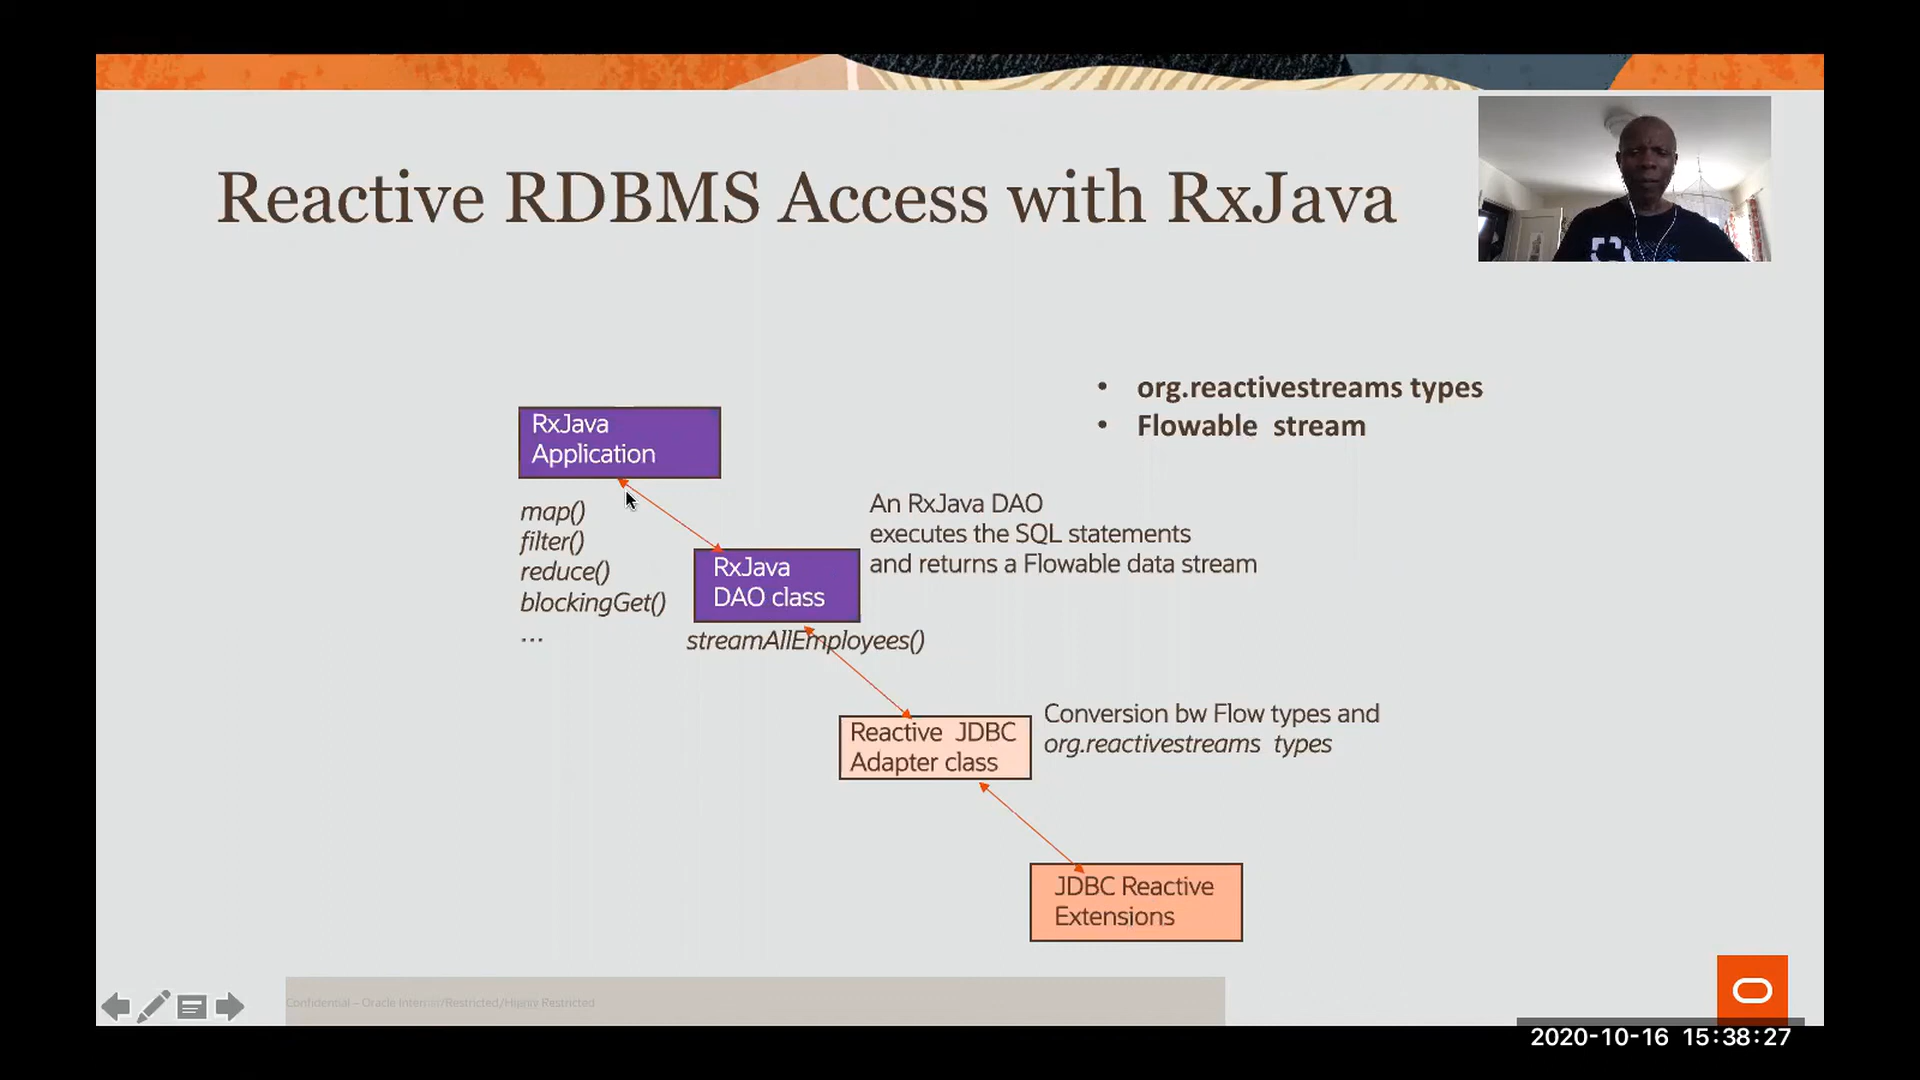 Reactive RDBMS Access with RxJava
• org.reactivestreams types
• Flowable stream
RxJava
Application
map()
filter()
reduce()
blockingGet()
...
An RxJava DAO
executes the SQL statements
and returns a Flowable data stream
RxJava
DAO class
streamAllEmployees()
Reactive JDBC
Adapter class
Conversion bw Flow types and
org.reactivestreams types
JDBC Reactive
Extensions
Confidential – Oracle Internal/Restricted/Highly Restricted
2020-10-16 15:38:27